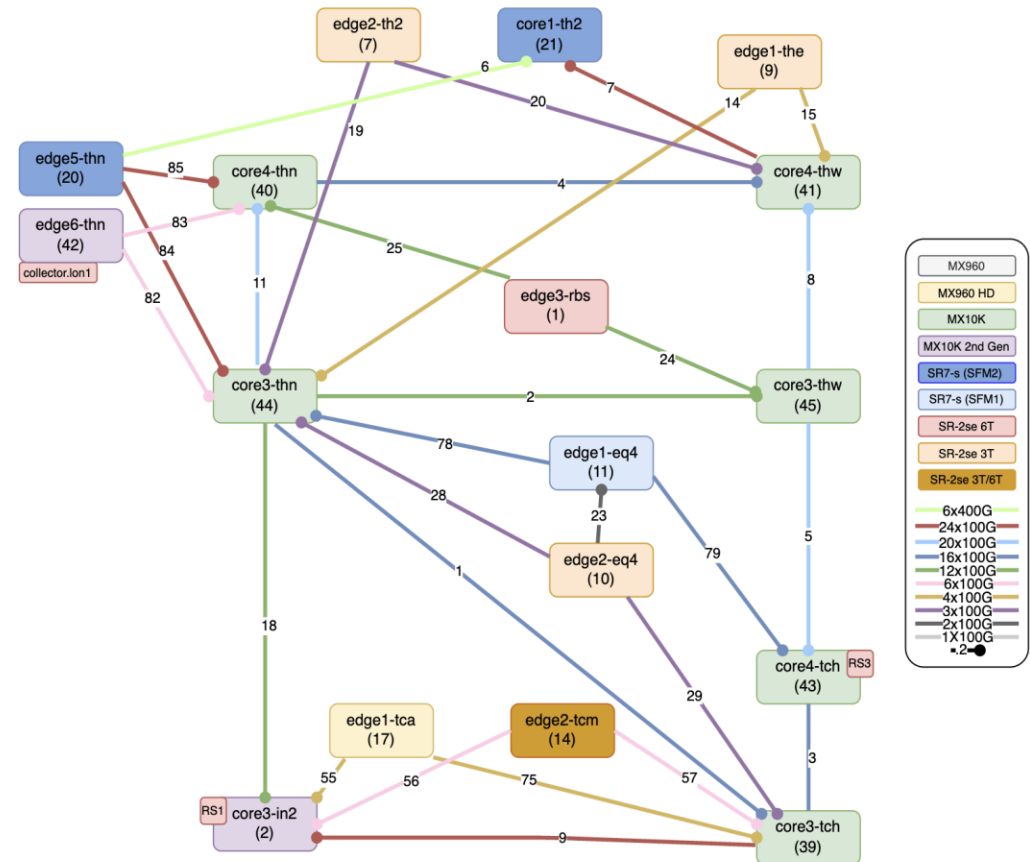 edge2-th2
(7)
core1-th2
(21)
edge1-the
(9)
6
7
20
14
15
19
edge5-thn
(20)
85
core4-thn
(40)
4
core4-thw
(41)
edge6-thn
(42)
83
collector.lon1
84
25
11
8
82
edge3-rbs
(1)
24
core3-thn
(44)
2
core3-thw
(45)
78
edge1-eq4
(11)
28
23
79
5
1
edge2-eq4
(10)
18
29
core4-tch
(43)
RS3
edge1-tca
(17)
edge2-tcm
(14)
3
55
56
75
57
RS1
core3-in2
(2)
9
core3-tch
(39)
MX960
MX960 HD
MX10K
MX10K 2nd Gen
SR7-s (SFM2)
SR7-s (SFM1)
SR-2se 6T
SR-2se 3T
SR-2se 3T/6T
6x400G
24x100G
20x100G
16x100G
12x100G
6x100G
4x100G
3x100G
2x100G
1X100G
.2